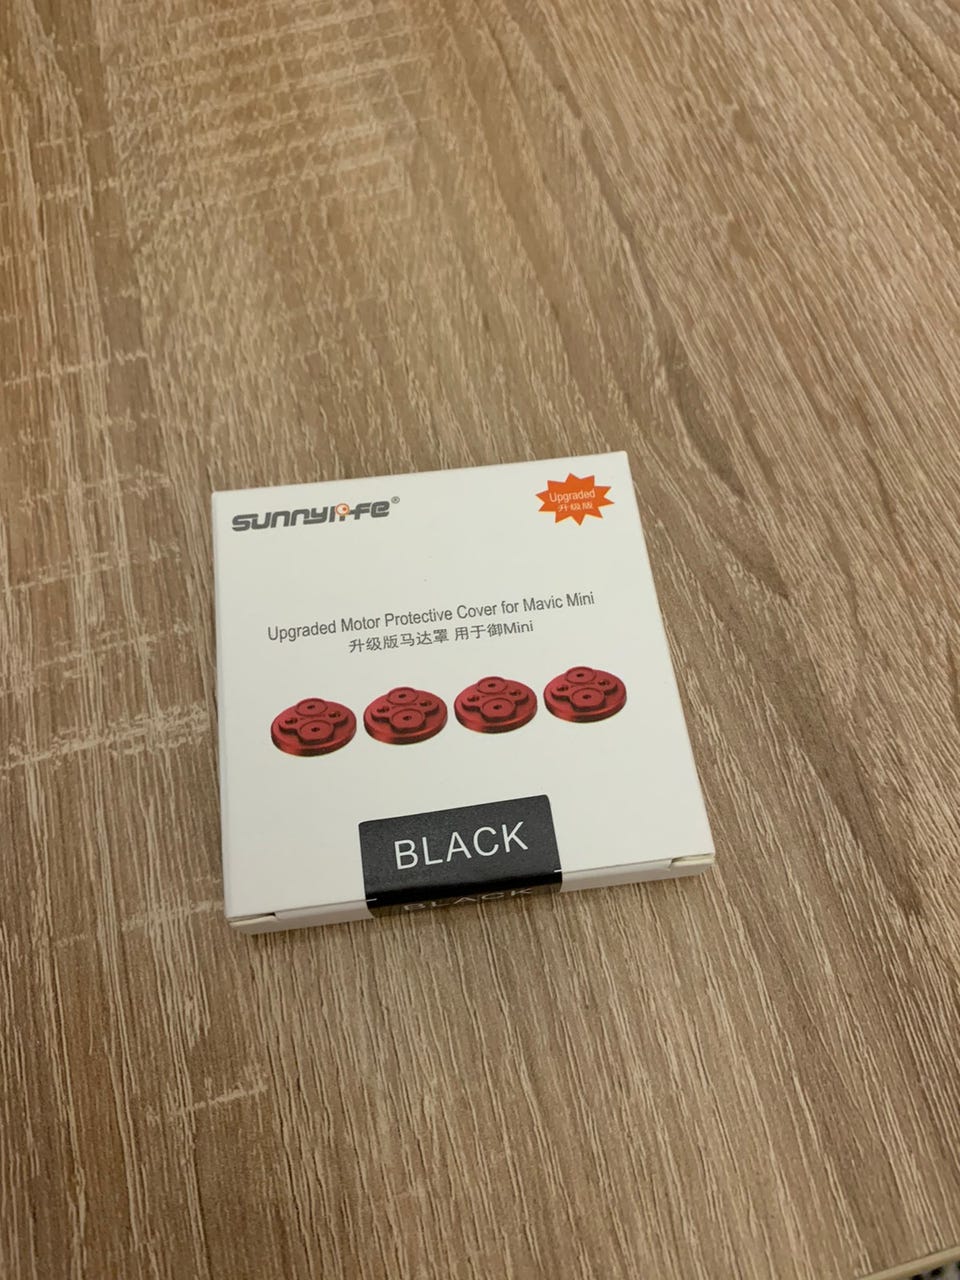 sunnylife®
Upgraded
升级版
Upgraded Motor Protective Cover for Mavic Mini
升级版马达罩 用于御Mini
BLACK
BLACK